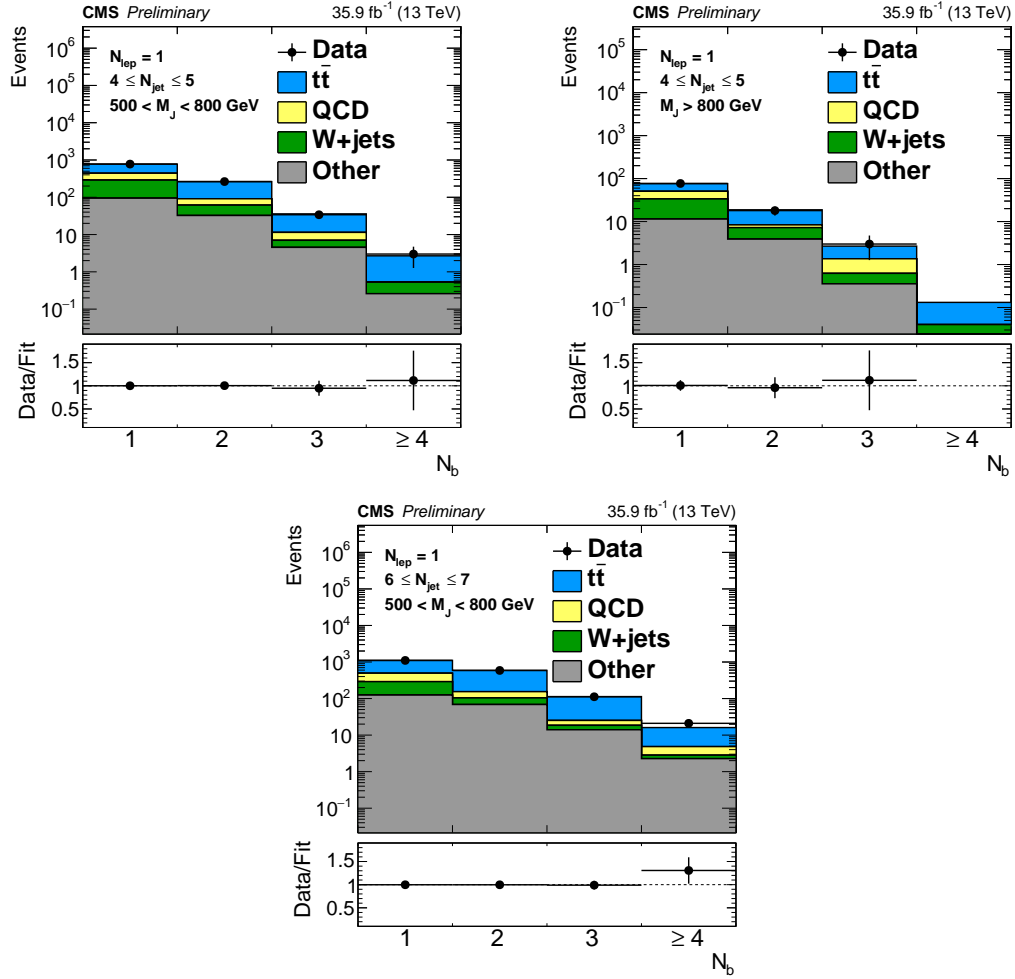 CMS Preliminary 35.9 fb⁻¹ (13 TeV)
Events
10⁶
10⁵
10⁴
10³
10²
10
1
10⁻¹
N_lep = 1
4 ≤ N_jet ≤ 5
500 < M_J < 800 GeV
Data
tt̄
QCD
W+jets
Other
Data/Fit
1.5
1
0.5
1 2 3 ≥ 4
N_b
CMS Preliminary 35.9 fb⁻¹ (13 TeV)
Events
10⁵
10⁴
10³
10²
10
1
10⁻¹
N_lep = 1
4 ≤ N_jet ≤ 5
M_J > 800 GeV
Data
tt̄
QCD
W+jets
Other
Data/Fit
1.5
1
0.5
1 2 3 ≥ 4
N_b
CMS Preliminary 35.9 fb⁻¹ (13 TeV)
Events
10⁶
10⁵
10⁴
10³
10²
10
1
10⁻¹
N_lep = 1
6 ≤ N_jet ≤ 7
500 < M_J < 800 GeV
Data
tt̄
QCD
W+jets
Other
Data/Fit
1.5
1
0.5
1 2 3 ≥ 4
N_b